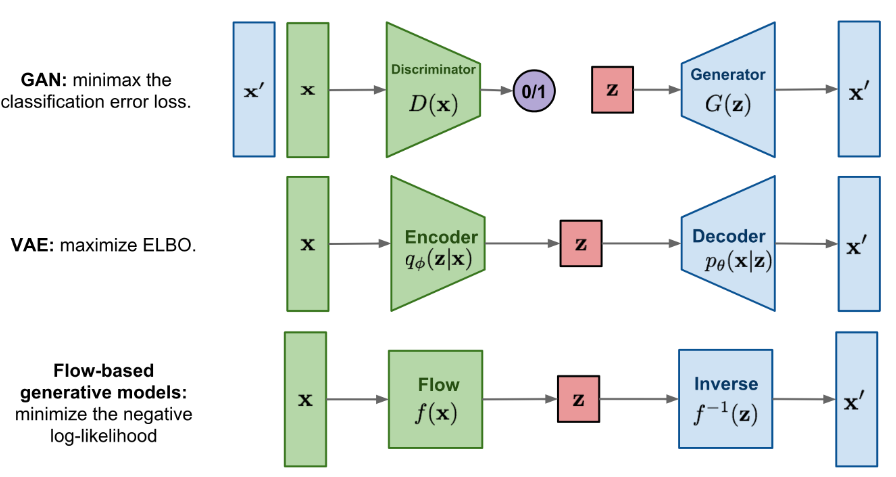 GAN: minimax the
classification error loss.
x′
x
Discriminator
D(x)
0/1
z
Generator
G(z)
x′
VAE: maximize ELBO.
x
Encoder
qϕ(z|x)
z
Decoder
pθ(x|z)
x′
Flow-based
generative models:
minimize the negative
log-likelihood
x
Flow
f(x)
z
Inverse
f⁻¹(z)
x′